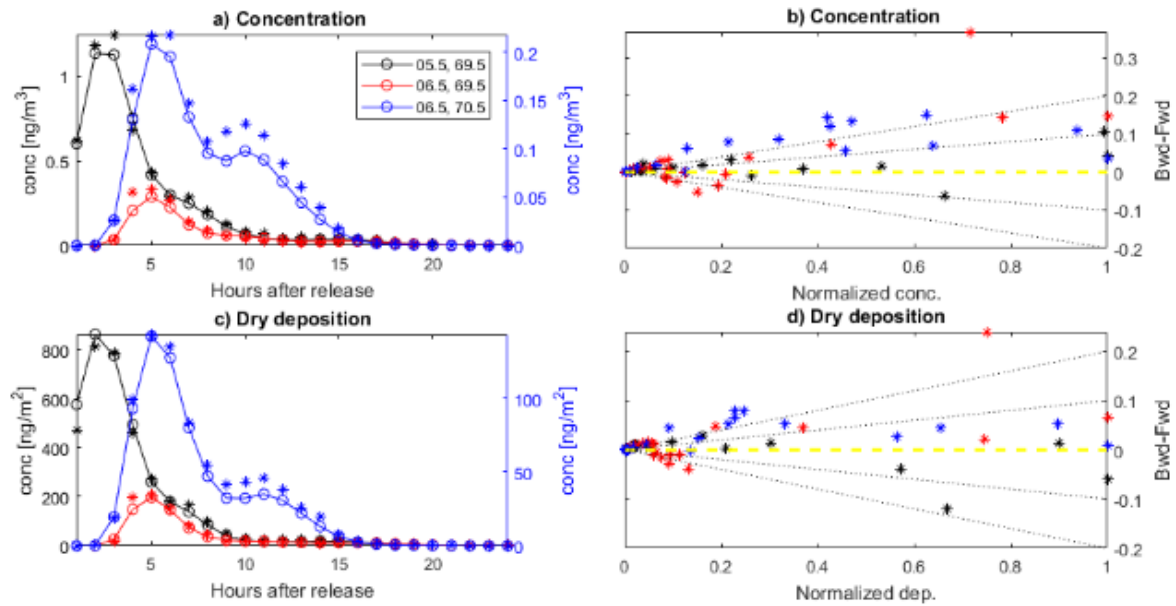 a) Concentration
1
0.5
0
conc [ng/m³]
0.2
0.15
0.1
0.05
0
conc [ng/m³]
05.5, 69.5
06.5, 69.5
06.5, 70.5
5 10 15 20
Hours after release
b) Concentration
0.3
0.2
0.1
0
-0.1
-0.2
Bwd-Fwd
0 0.2 0.4 0.6 0.8 1
Normalized conc.
c) Dry deposition
800
600
400
200
0
conc [ng/m²]
100
50
0
conc [ng/m²]
5 10 15 20
Hours after release
d) Dry deposition
0.2
0.1
0
-0.1
-0.2
Bwd-Fwd
0 0.2 0.4 0.6 0.8 1
Normalized dep.